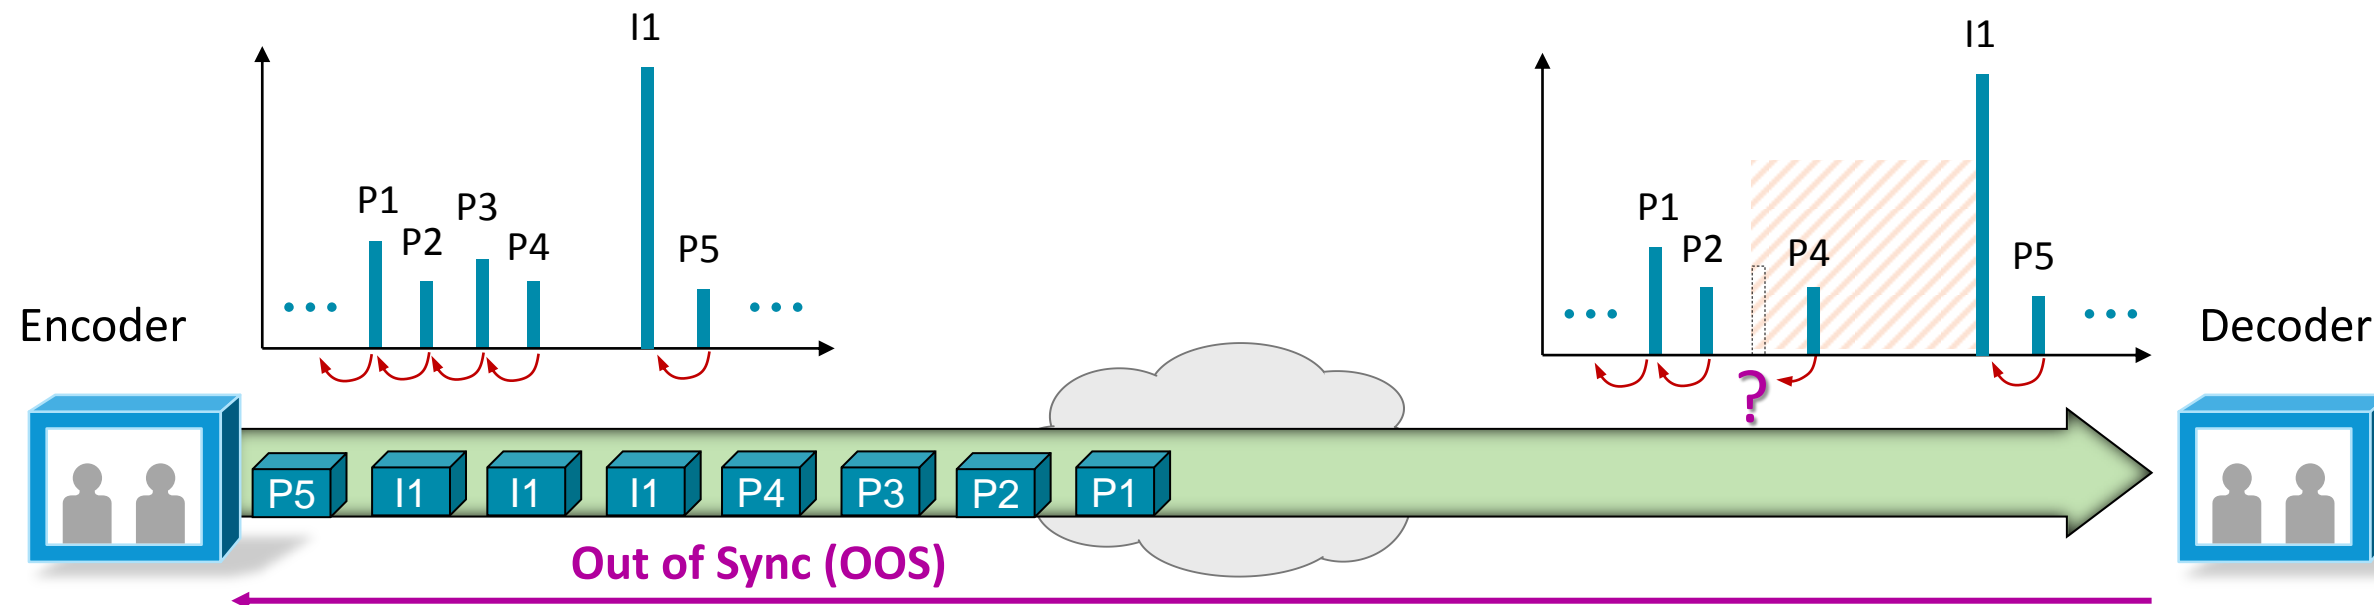 I1
P1
P3
P2
P4
P5
Encoder
I1
P1
P2
P4
P5
Decoder
?
P5
I1
I1
I1
P4
P3
P2
P1
Out of Sync (OOS)